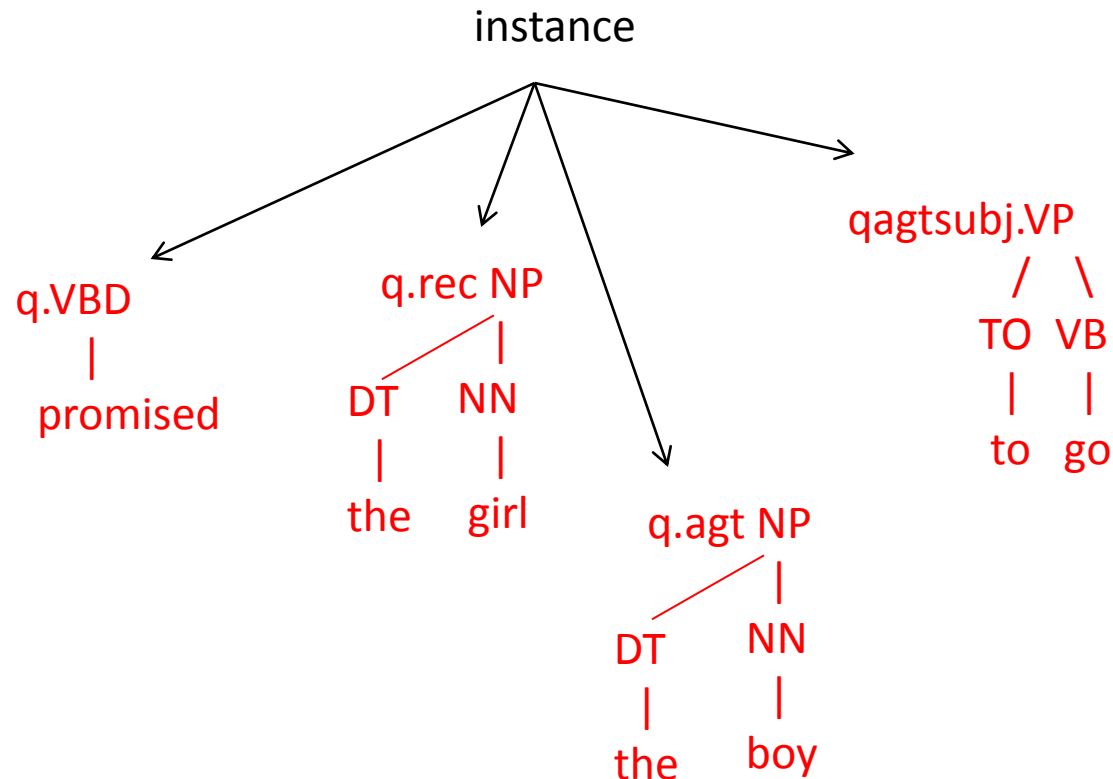 instance
qagtsubj.VP
q.VBD
q.rec NP
TO VB
promised
DT NN
to go
the girl
q.agt NP
DT NN
the boy